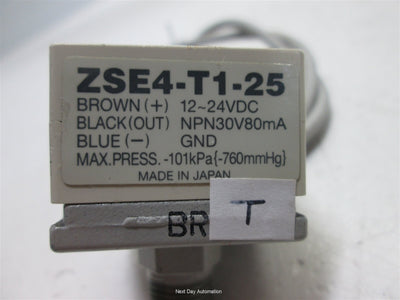 ZSE4-T1-25
BROWN(+) 12~24VDC
BLACK(OUT) NPN30V80mA
BLUE(-) GND
MAX.PRESS. -101kPa{-760mmHg}
MADE IN JAPAN
BR T
Next Day Automation